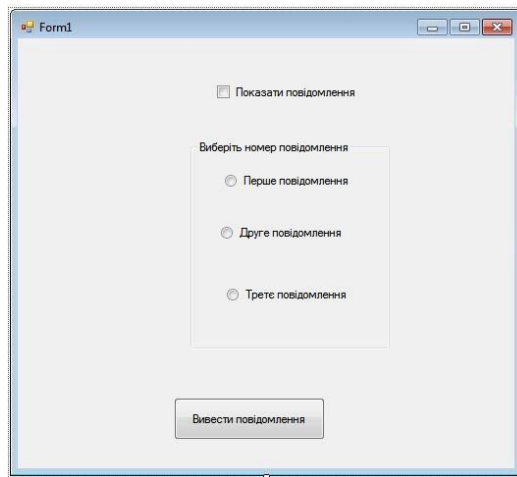 Form1
Показати повідомлення
Виберіть номер повідомлення
Перше повідомлення
Друге повідомлення
Третє повідомлення
Вивести повідомлення